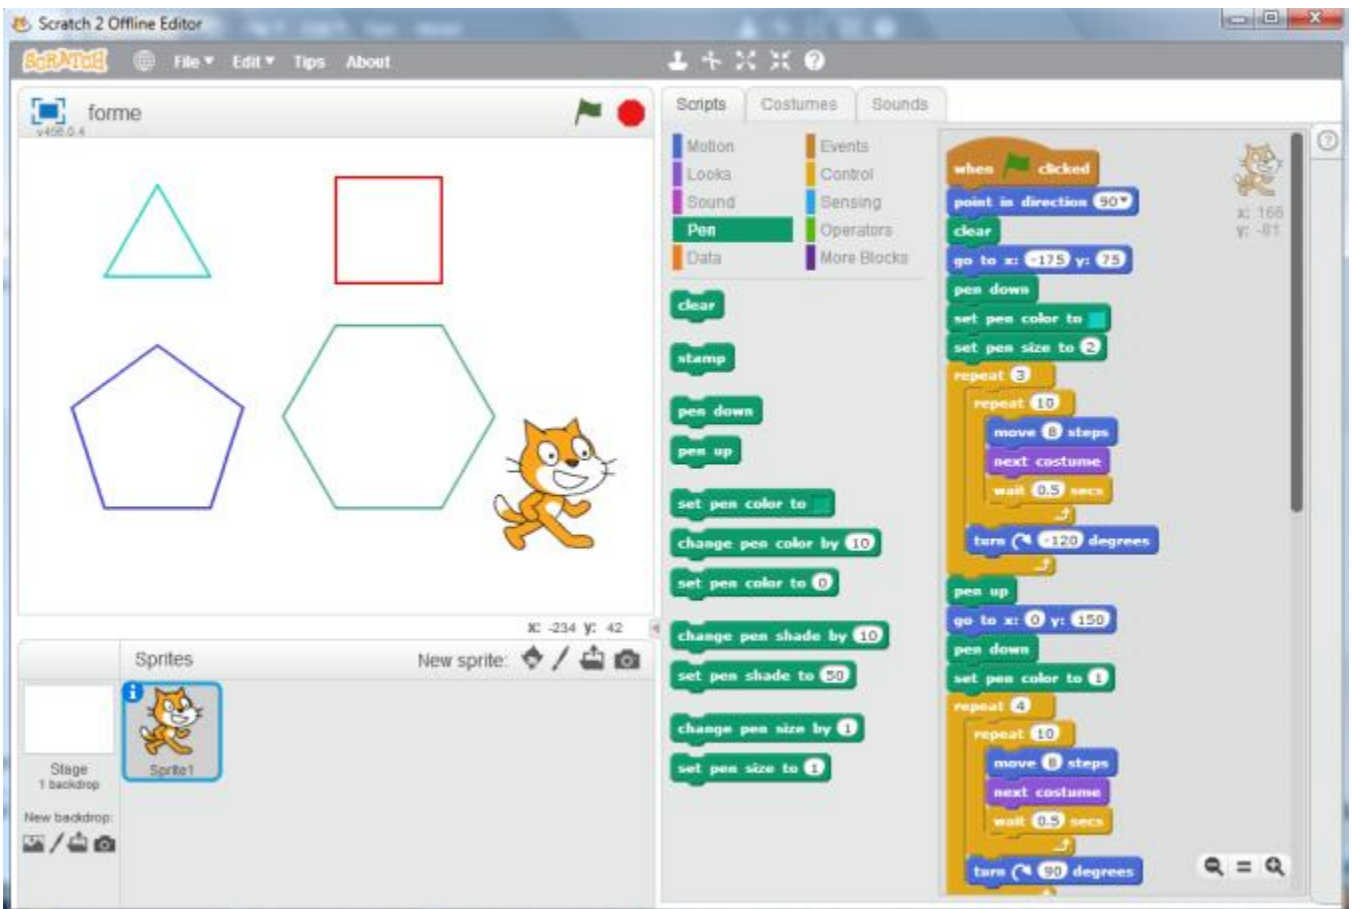 Scratch 2 Offline Editor
SCRATCH File Edit Tips About
forme
v456.0.4
x: -234 y: 42
Sprites New sprite:
Sprite1
Stage
1 backdrop
New backdrop:
Scripts Costumes Sounds
Motion Events
Looks Control
Sound Sensing
Pen Operators
Data More Blocks
clear
stamp
pen down
pen up
set pen color to
change pen color by 10
set pen color to 0
change pen shade by 10
set pen shade to 50
change pen size by 1
set pen size to 1
when clicked
point in direction 90
clear
go to x: -175 y: 75
pen down
set pen color to
set pen size to 2
repeat 3
repeat 10
move 8 steps
next costume
wait 0.5 secs
turn -120 degrees
pen up
go to x: 0 y: 150
pen down
set pen color to 1
repeat 4
repeat 10
move 8 steps
next costume
wait 0.5 secs
turn 90 degrees
x: 166
y: -81